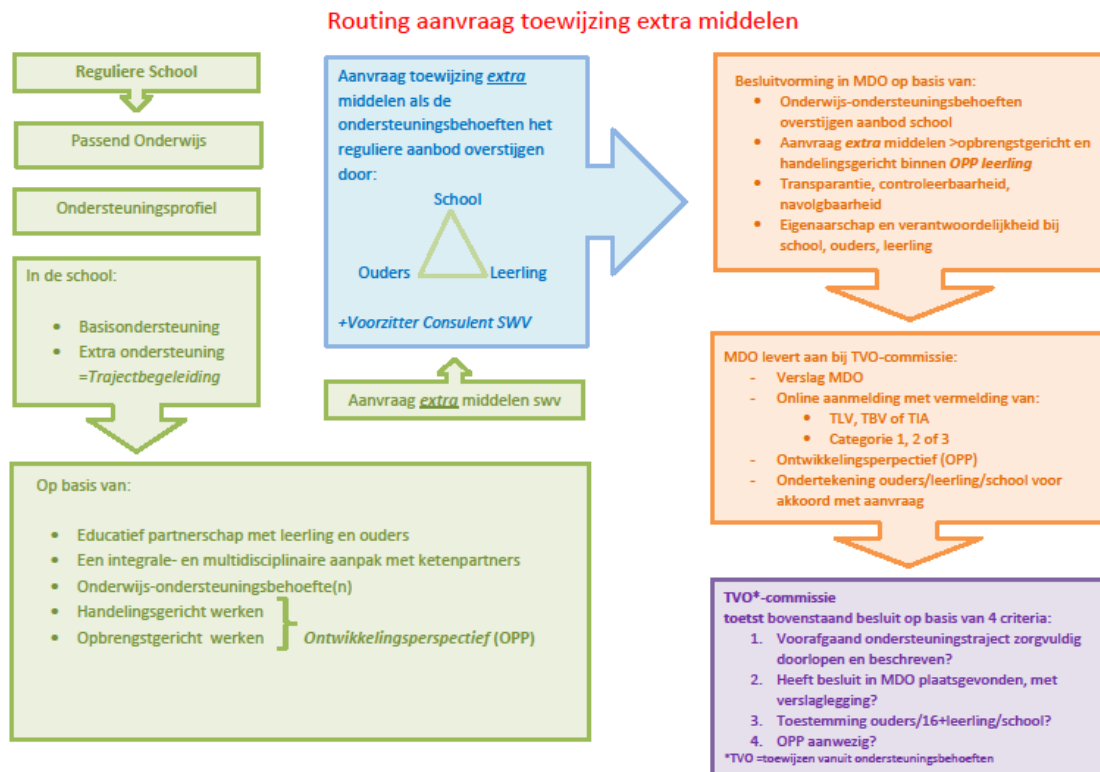 Routing aanvraag toewijzing extra middelen
Reguliere School
Passend Onderwijs
Ondersteuningsprofiel
In de school:
• Basisondersteuning
• Extra ondersteuning
=Trajectbegeleiding
Op basis van:
• Educatief partnerschap met leerling en ouders
• Een integrale- en multidisciplinaire aanpak met ketenpartners
• Onderwijs-ondersteuningsbehoefte(n)
• Handelingsgericht werken
• Opbrengstgericht werken Ontwikkelingsperspectief (OPP)
Aanvraag toewijzing extra
middelen als de
ondersteuningsbehoeften het
reguliere aanbod overstijgen
door:
School
Ouders Leerling
+Voorzitter Consulent SWV
Aanvraag extra middelen swv
Besluitvorming in MDO op basis van:
• Onderwijs-ondersteuningsbehoeften
overstijgen aanbod school
• Aanvraag extra middelen >opbrengstgericht en
handelingsgericht binnen OPP leerling
• Transparantie, controleerbaarheid,
navolgbaarheid
• Eigenaarschap en verantwoordelijkheid bij
school, ouders, leerling
MDO levert aan bij TVO-commissie:
- Verslag MDO
- Online aanmelding met vermelding van:
• TLV, TBV of TIA
• Categorie 1, 2 of 3
- Ontwikkelingsperpectief (OPP)
- Ondertekening ouders/leerling/school voor
akkoord met aanvraag
TVO*-commissie
toetst bovenstaand besluit op basis van 4 criteria:
1. Voorafgaand ondersteuningstraject zorgvuldig
doorlopen en beschreven?
2. Heeft besluit in MDO plaatsgevonden, met
verslaglegging?
3. Toestemming ouders/16+leerling/school?
4. OPP aanwezig?
*TVO =toewijzen vanuit ondersteuningsbehoeften